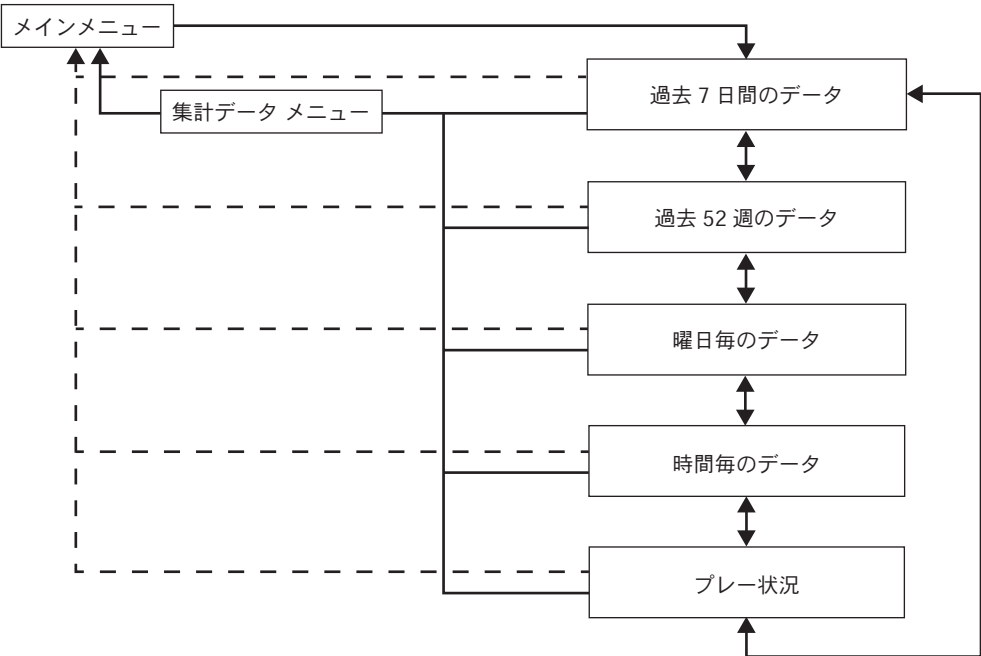 メインメニュー
過去 7 日間のデータ
集計データ メニュー
過去 52 週のデータ
曜日毎のデータ
時間毎のデータ
プレー状況